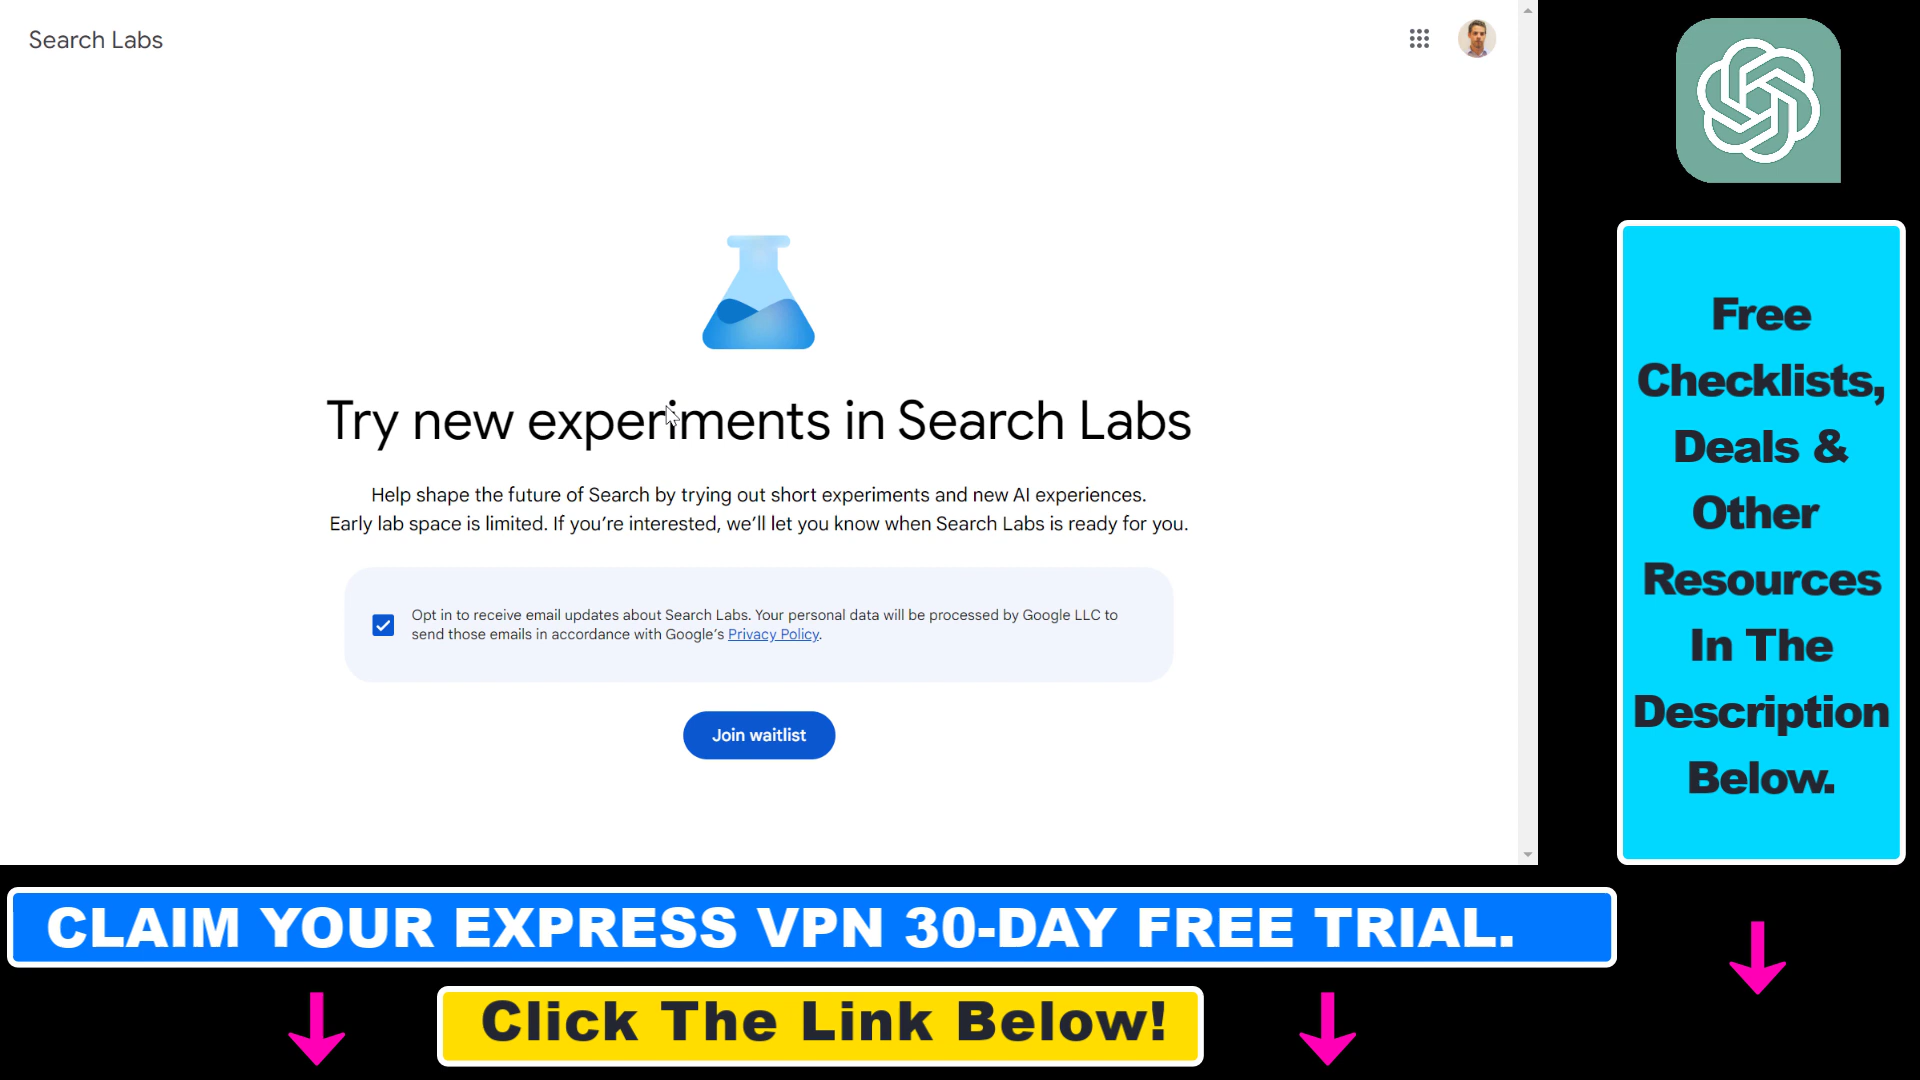 Search Labs
Try new experiments in Search Labs
Help shape the future of Search by trying out short experiments and new AI experiences.
Early lab space is limited. If you’re interested, we’ll let you know when Search Labs is ready for you.
Opt in to receive email updates about Search Labs. Your personal data will be processed by Google LLC to
send those emails in accordance with Google’s Privacy Policy.
Join waitlist
Free
Checklists,
Deals &
Other
Resources
In The
Description
Below.
CLAIM YOUR EXPRESS VPN 30-DAY FREE TRIAL.
Click The Link Below!